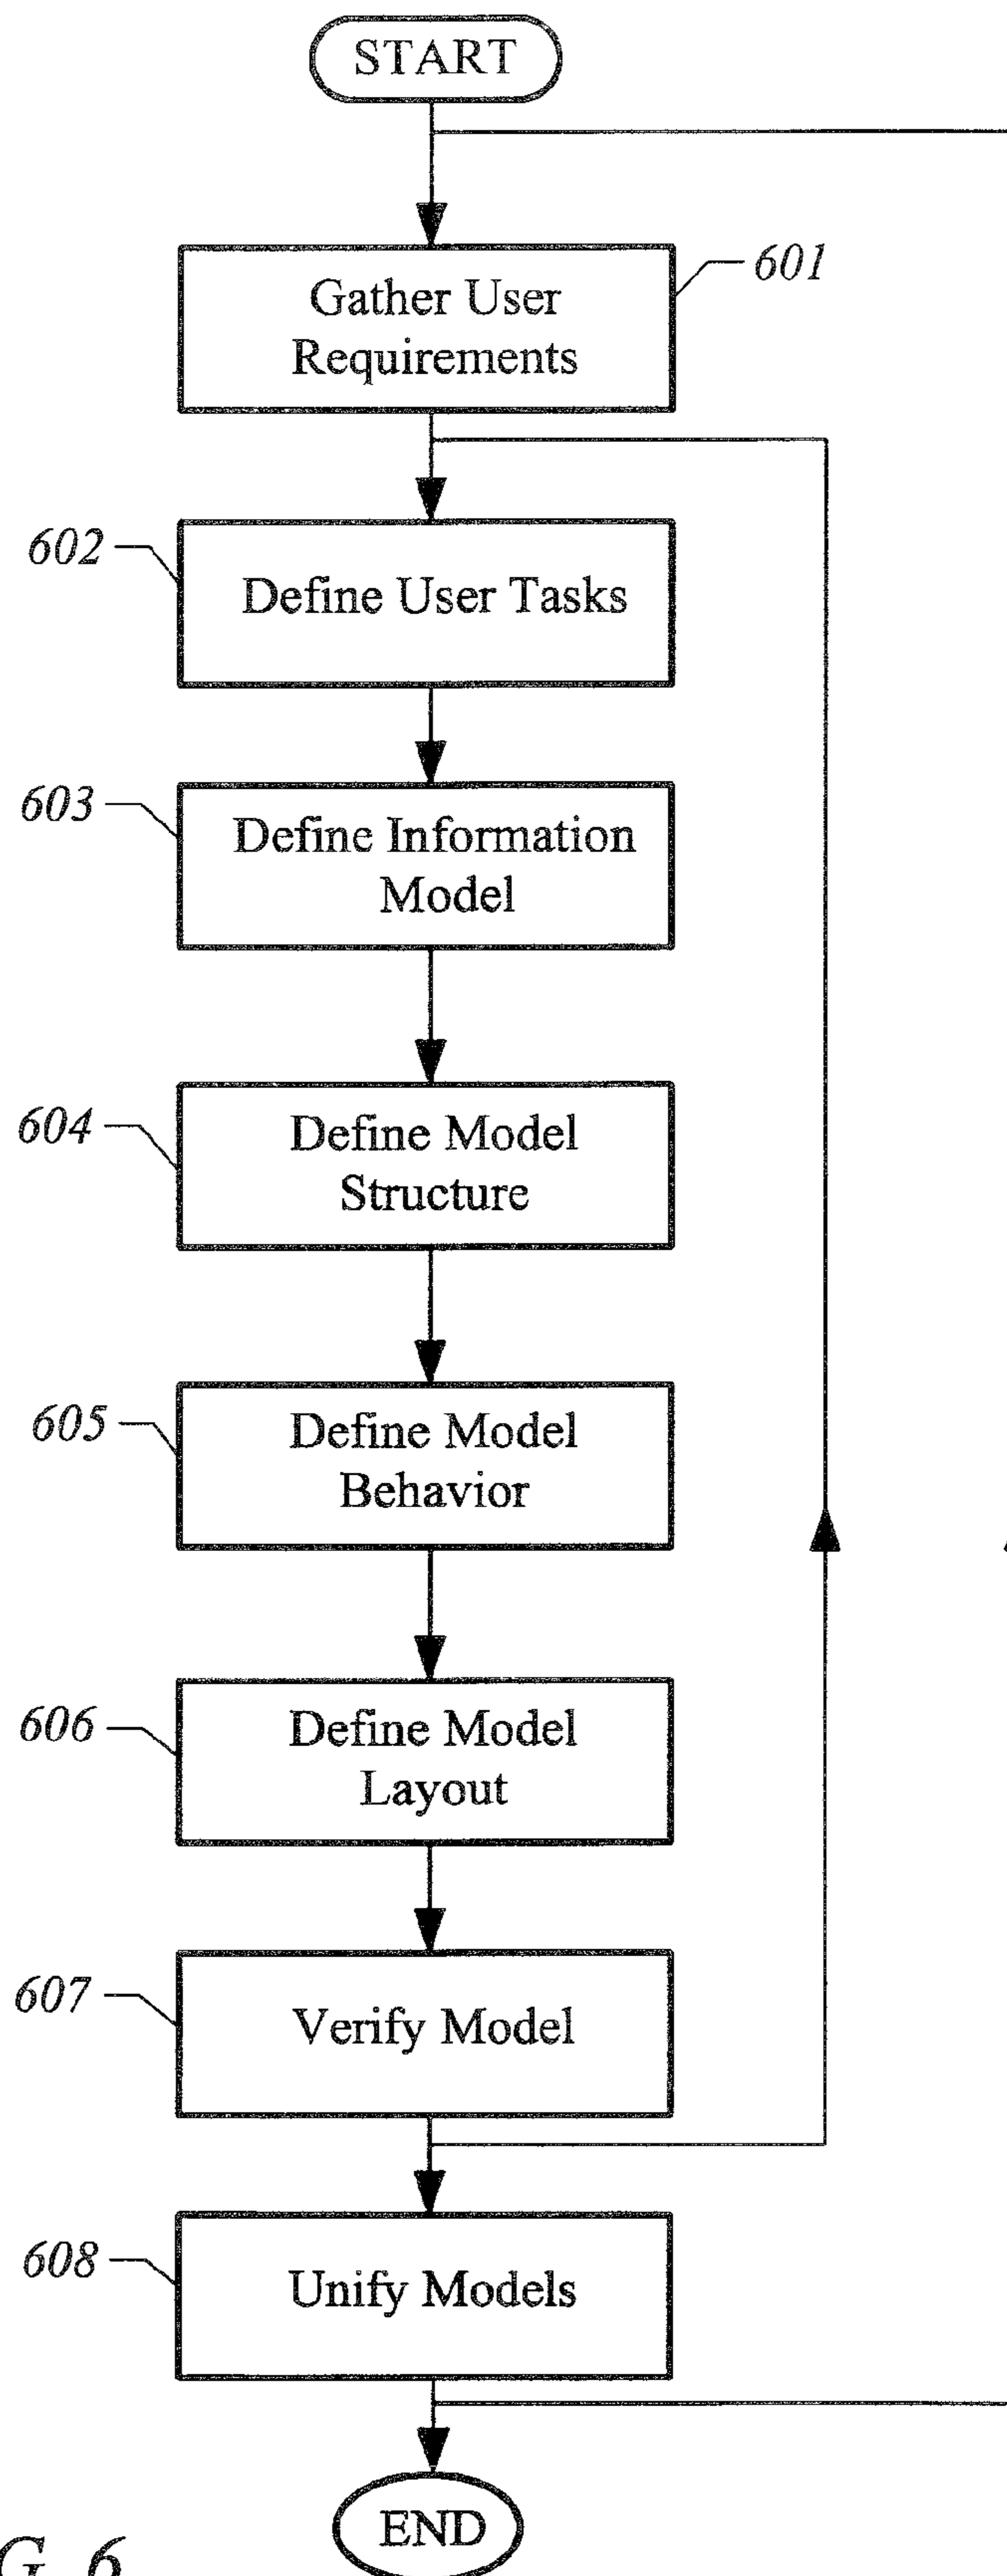 START
601
Gather User
Requirements
602
Define User Tasks
603
Define Information
Model
604
Define Model
Structure
605
Define Model
Behavior
606
Define Model
Layout
607
Verify Model
608
Unify Models
END
G. 6